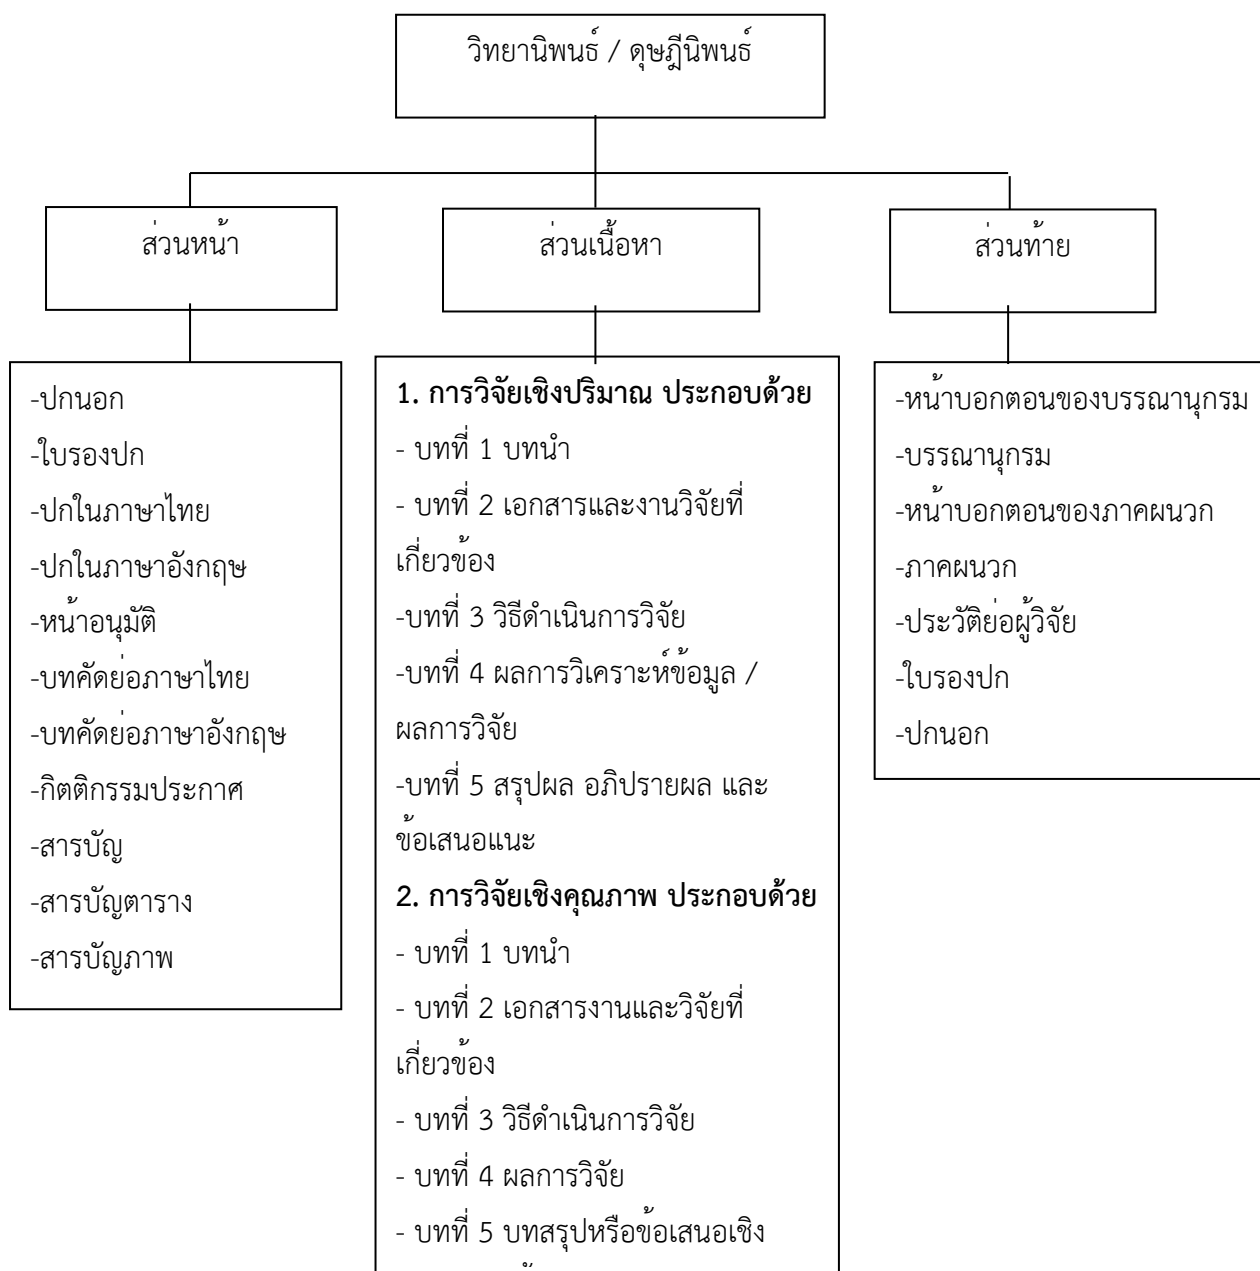 วิทยานิพนธ์ / ดุษฎีนิพนธ์
ส่วนหน้า
ส่วนเนื้อหา
ส่วนท้าย
-ปกนอก
-ใบรองปก
-ปกในภาษาไทย
-ปกในภาษาอังกฤษ
-หน้าอนุมัติ
-บทคัดย่อภาษาไทย
-บทคัดย่อภาษาอังกฤษ
-กิตติกรรมประกาศ
-สารบัญ
-สารบัญตาราง
-สารบัญภาพ
1. การวิจัยเชิงปริมาณ ประกอบด้วย
- บทที่ 1 บทนำ
- บทที่ 2 เอกสารและงานวิจัยที่
เกี่ยวข้อง
-บทที่ 3 วิธีดำเนินการวิจัย
-บทที่ 4 ผลการวิเคราะห์ข้อมูล /
ผลการวิจัย
-บทที่ 5 สรุปผล อภิปรายผล และ
ข้อเสนอแนะ
2. การวิจัยเชิงคุณภาพ ประกอบด้วย
- บทที่ 1 บทนำ
- บทที่ 2 เอกสารงานและวิจัยที่
เกี่ยวข้อง
- บทที่ 3 วิธีดำเนินการวิจัย
- บทที่ 4 ผลการวิจัย
- บทที่ 5 บทสรุปหรือข้อเสนอเชิง
-หน้าบอกตอนของบรรณานุกรม
-บรรณานุกรม
-หน้าบอกตอนของภาคผนวก
-ภาคผนวก
-ประวัติย่อผู้วิจัย
-ใบรองปก
-ปกนอก